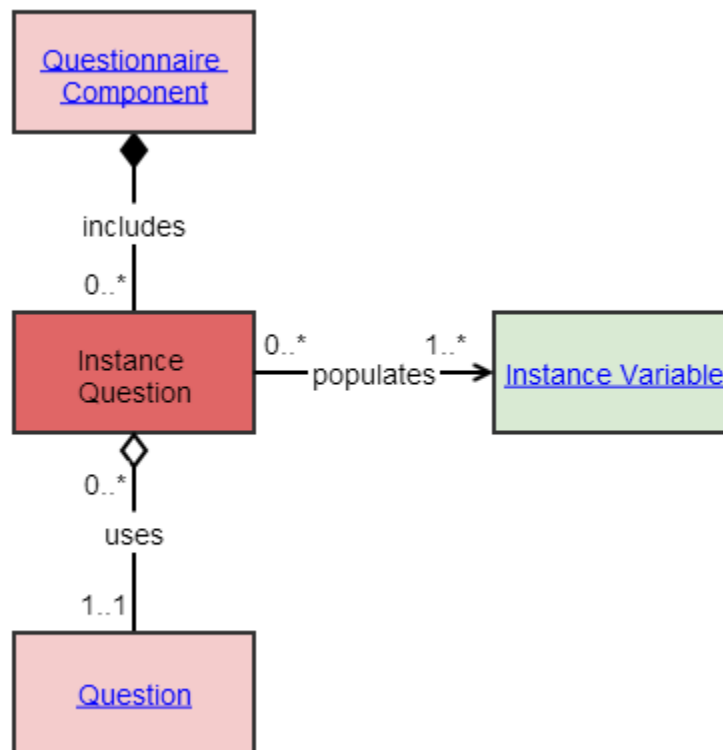 Questionnaire
Component
includes
0..*
Instance
Question
0..*
1..*
populates
Instance Variable
0..*
uses
1..1
Question